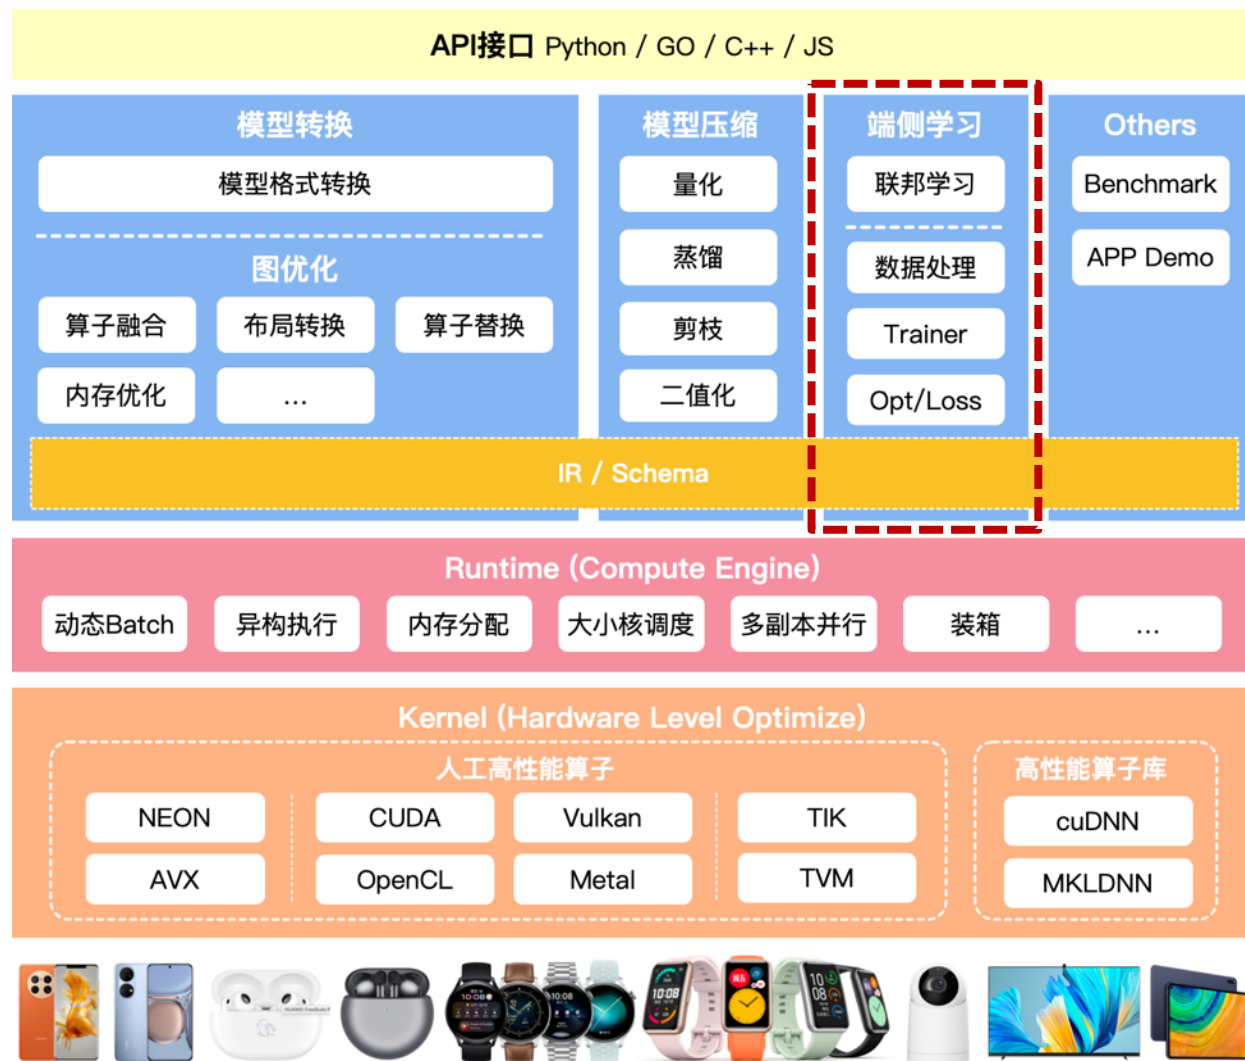 API接口 Python / GO / C++ / JS
模型转换
模型格式转换
图优化
算子融合
布局转换
算子替换
内存优化
...
模型压缩
量化
蒸馏
剪枝
二值化
端侧学习
联邦学习
数据处理
Trainer
Opt/Loss
Others
Benchmark
APP Demo
IR / Schema
Runtime (Compute Engine)
动态Batch
异构执行
内存分配
大小核调度
多副本并行
装箱
...
Kernel (Hardware Level Optimize)
人工高性能算子
NEON
CUDA
Vulkan
TIK
AVX
OpenCL
Metal
TVM
高性能算子库
cuDNN
MKLDNN
10:08
10:08